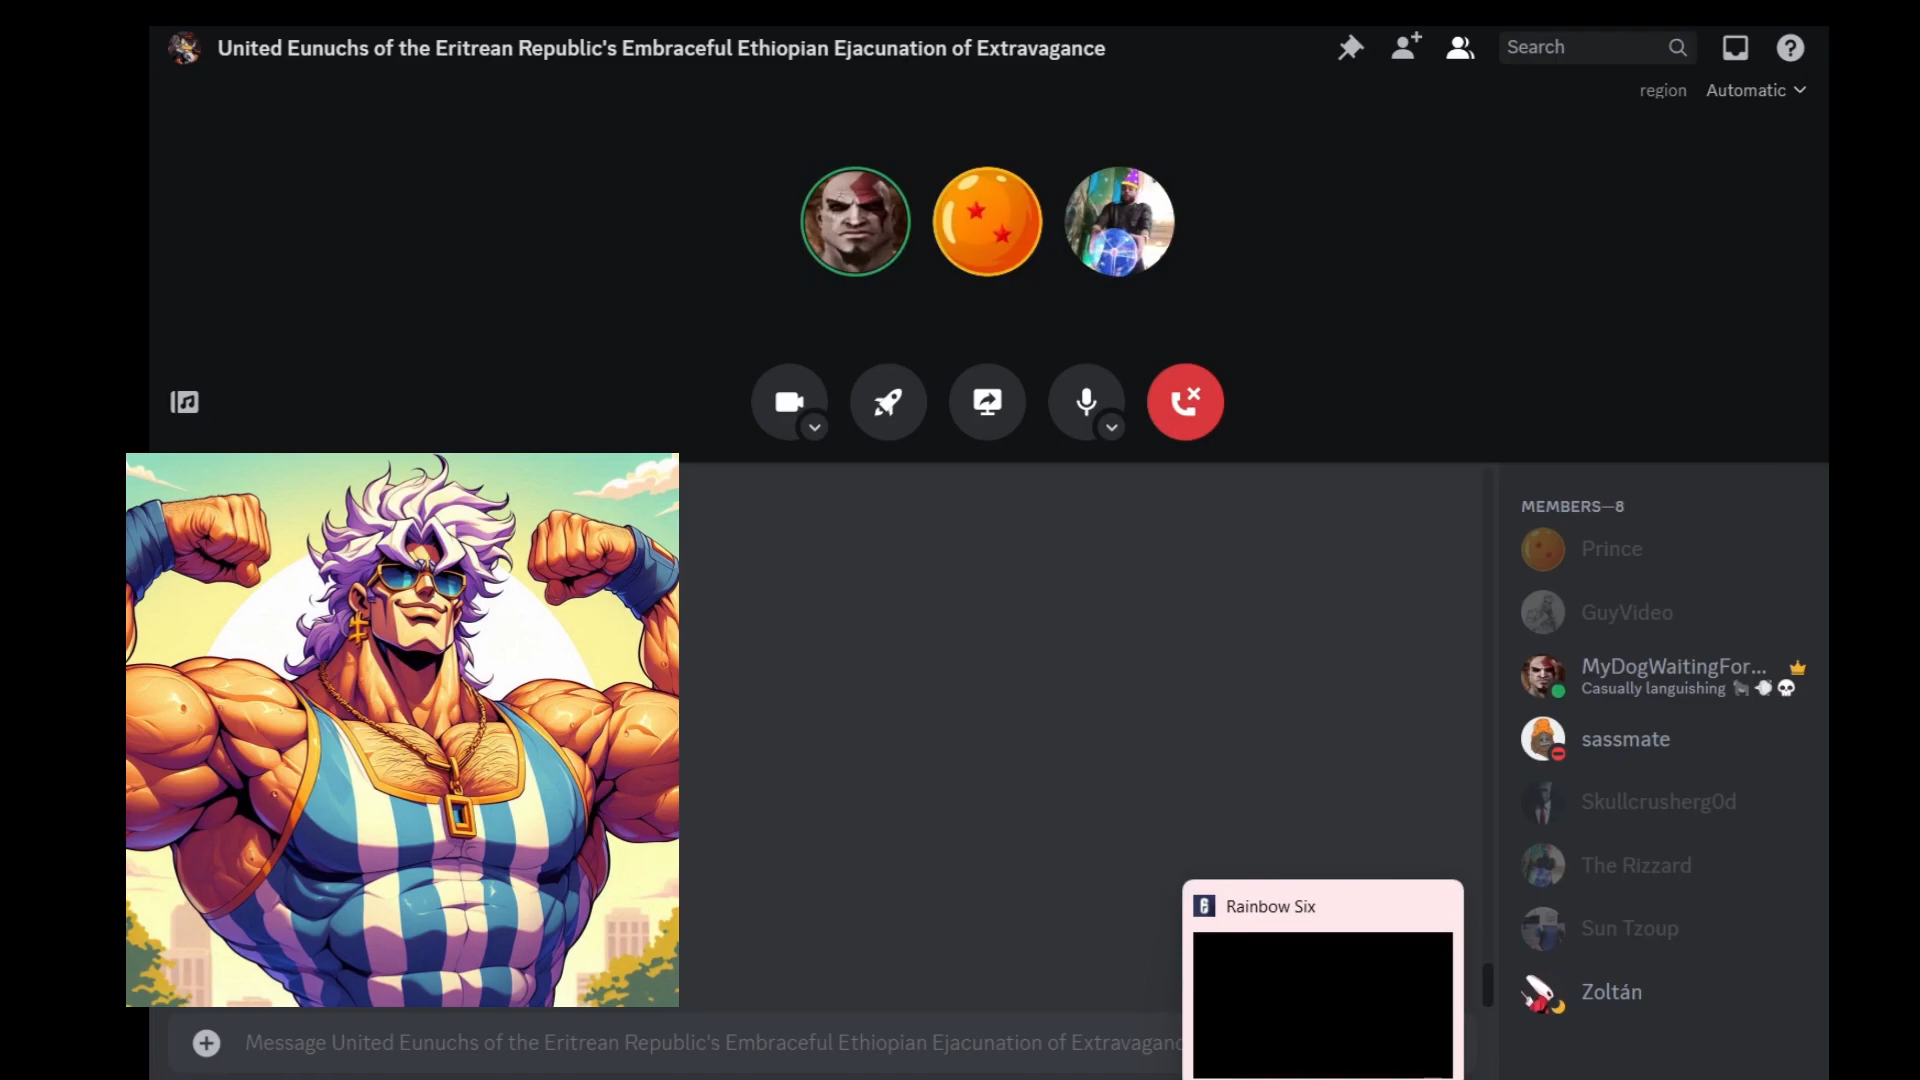 United Eunuchs of the Eritrean Republic's Embraceful Ethiopian Ejacunation of Extravagance
Search
region Automatic
MEMBERS—8
Prince
GuyVideo
MyDogWaitingFor...
Casually languishing
sassmate
Skullcrusherg0d
The Rizzard
Sun Tzoup
Zoltán
Rainbow Six
Message United Eunuchs of the Eritrean Republic's Embraceful Ethiopian Ejacunation of Extravaganc